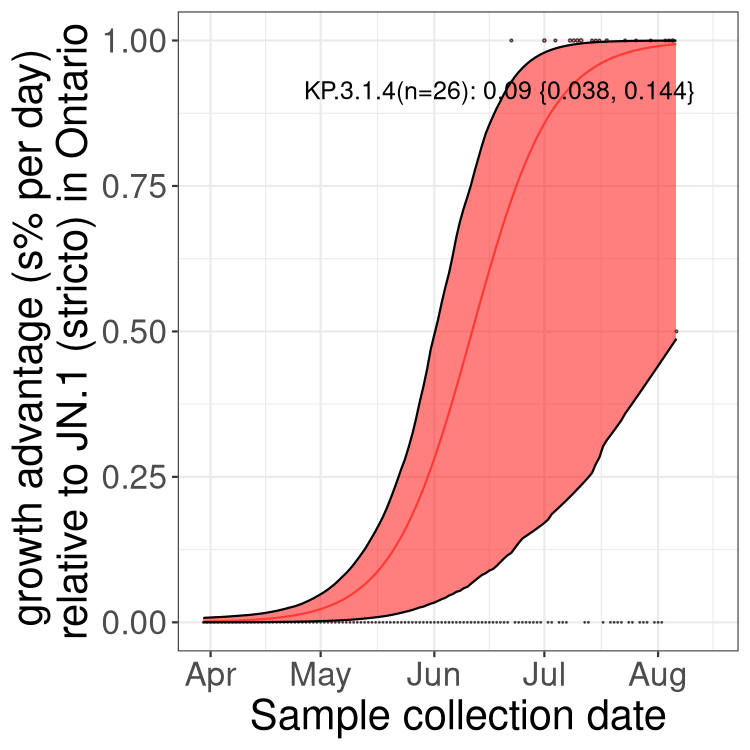 growth advantage (s% per day)
relative to JN.1 (stricto) in Ontario
1.00
0.75
0.50
0.25
0.00
KP.3.1.4(n=26): 0.09 {0.038, 0.144}
Apr May Jun Jul Aug
Sample collection date